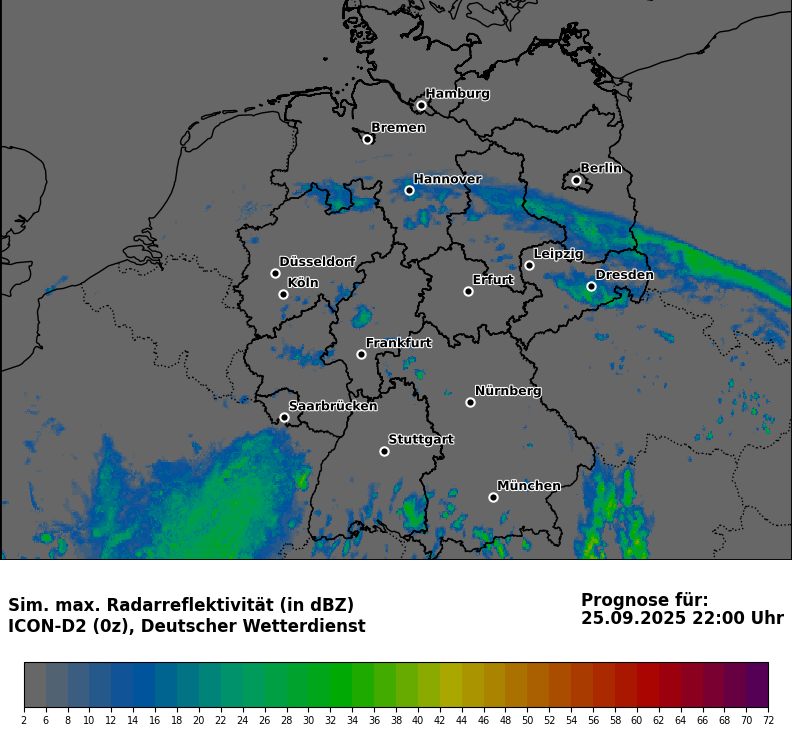 Hamburg
Bremen
Berlin
Hannover
Leipzig
Düsseldorf
Dresden
Köln
Erfurt
Frankfurt
Nürnberg
Saarbrücken
Stuttgart
München
Sim. max. Radarreflektivität (in dBZ)
ICON-D2 (0z), Deutscher Wetterdienst
Prognose für:
25.09.2025 22:00 Uhr
2 6 8 10 12 14 16 18 20 22 24 26 28 30 32 34 36 38 40 42 44 46 48 50 52 54 56 58 60 62 64 66 68 70 72